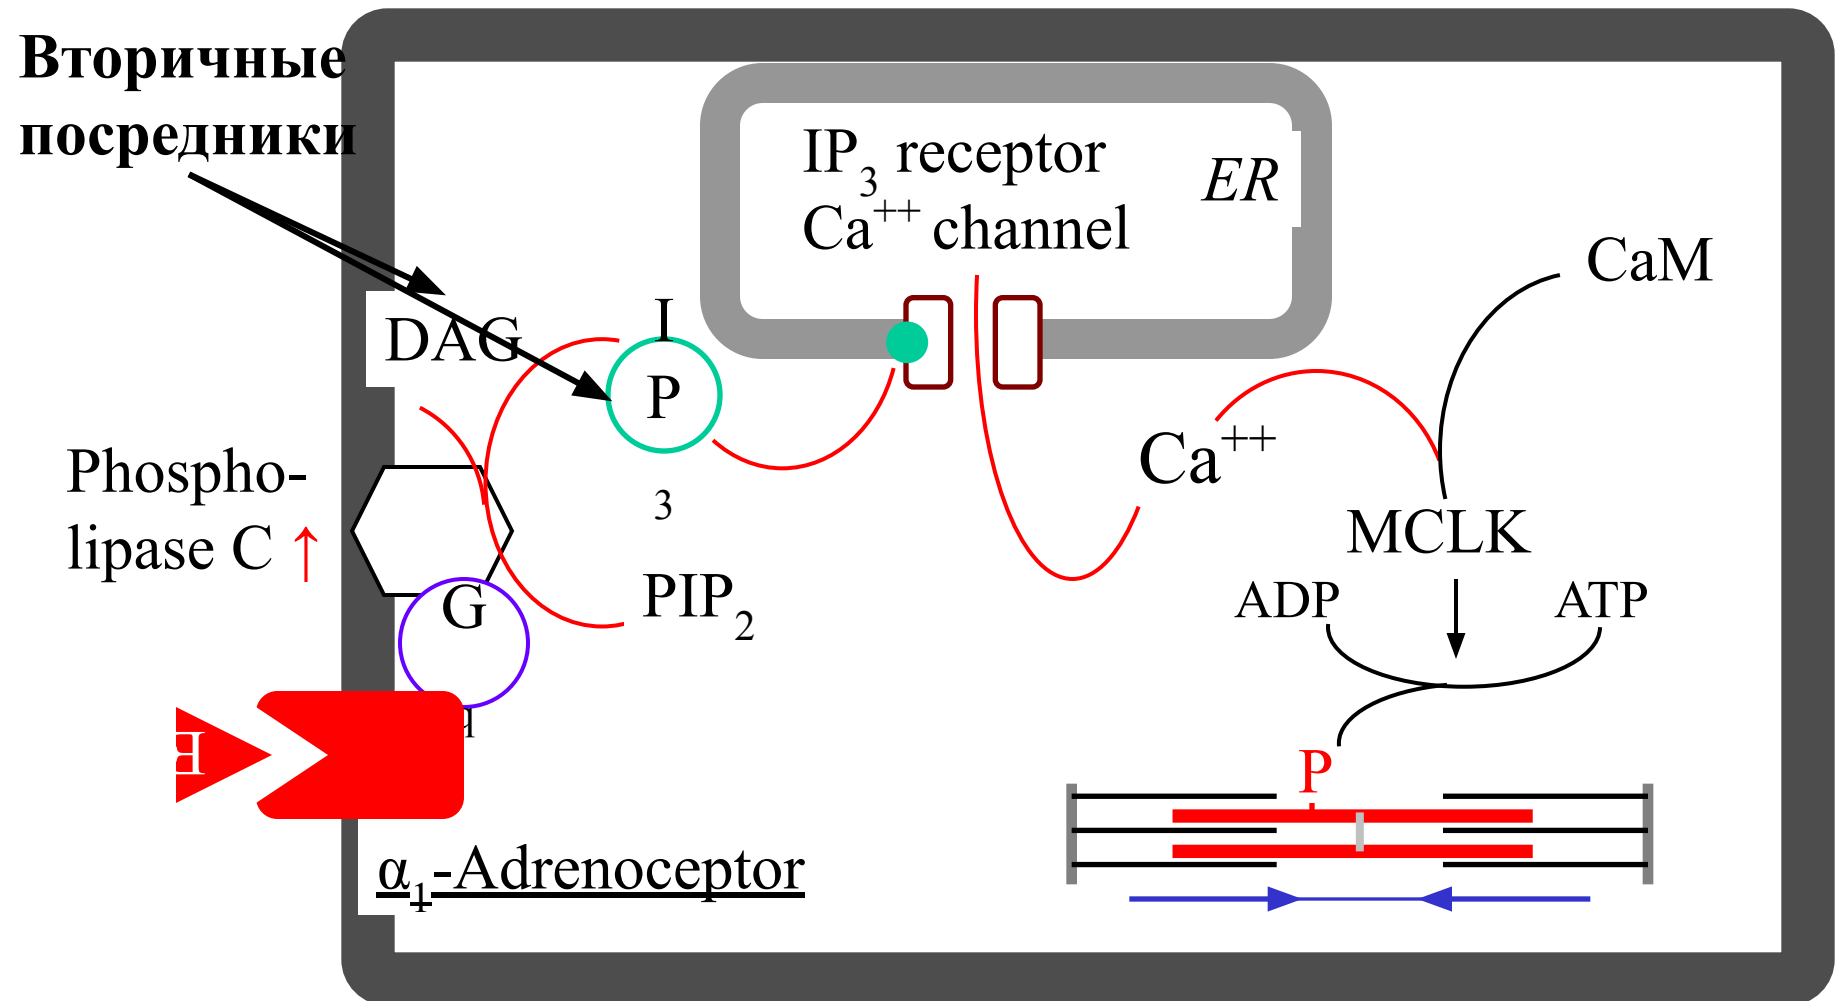 Вторичные
посредники
IP3 receptor
Ca++ channel
ER
CaM
DAG
I
P
3
Ca++
Phospho-
lipase C ↑
MCLK
PIP2
G
ADP
ATP
P
α1-Adrenoceptor